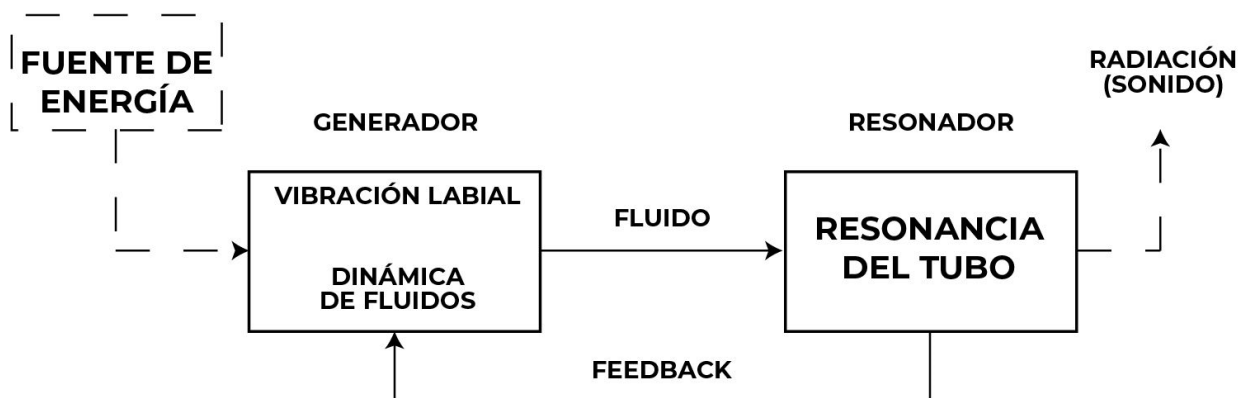 FUENTE DE
ENERGÍA
GENERADOR
VIBRACIÓN LABIAL
DINÁMICA
DE FLUIDOS
FLUIDO
RESONADOR
RESONANCIA
DEL TUBO
RADIACIÓN
(SONIDO)
FEEDBACK